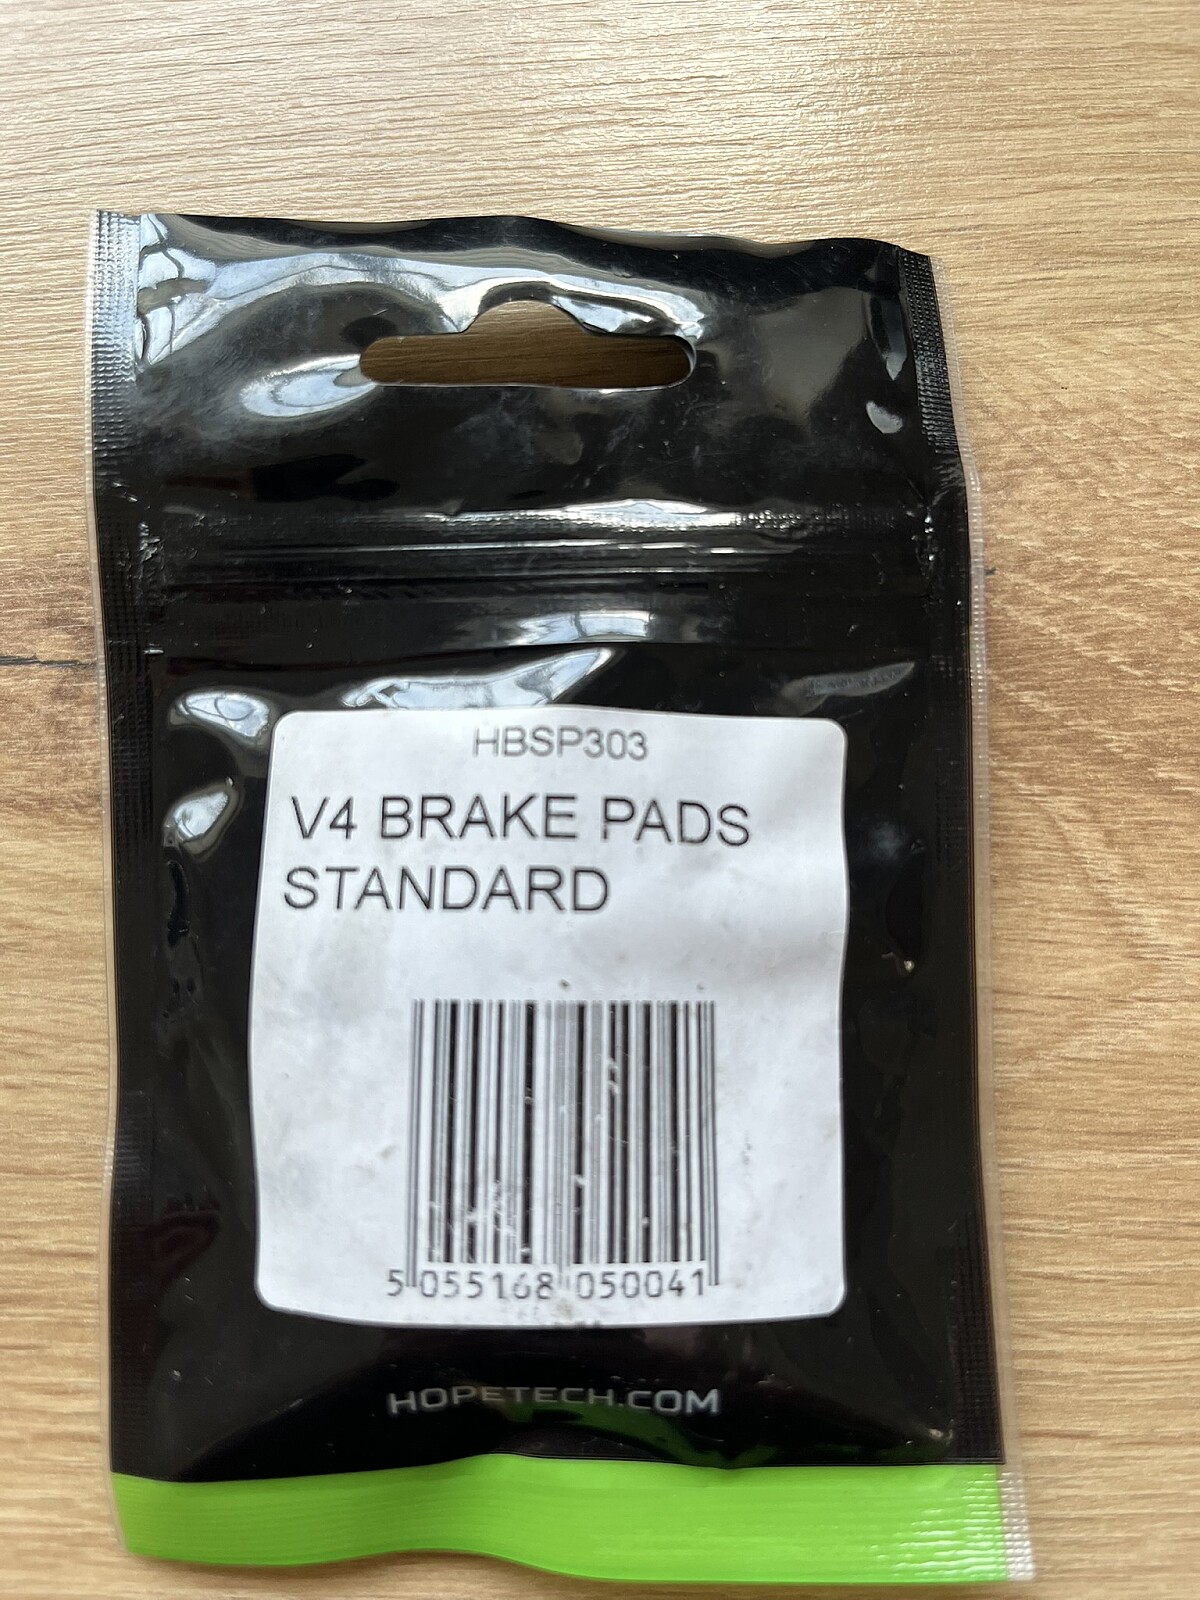 HBSP303
V4 BRAKE PADS
STANDARD
5 055168 050041
HOPETECH.COM